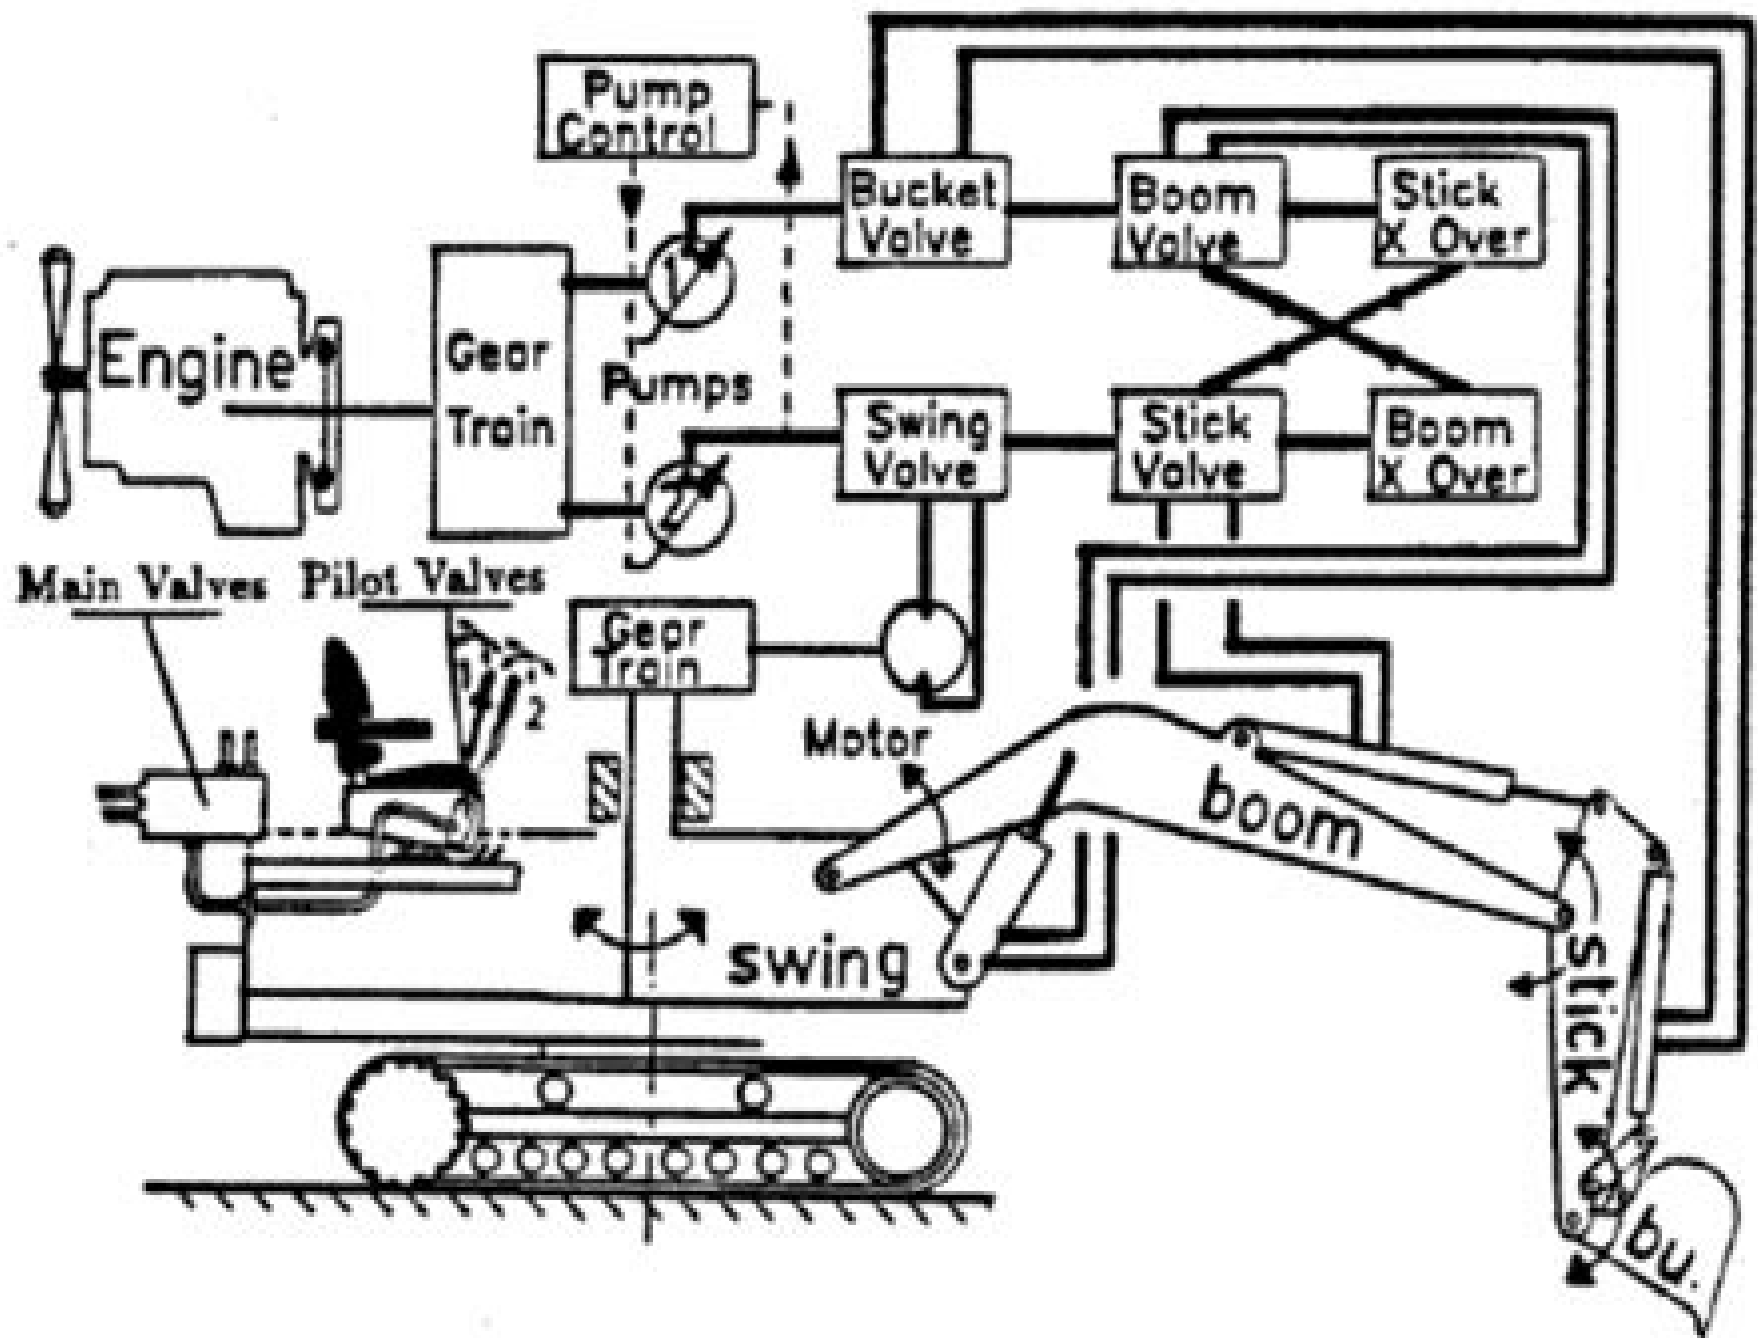 Pump
Control
Bucket
Valve
Boom
Valve
Stick
X Over
1
Engine
Gear
Train
Pumps
Swing
Valve
Stick
Valve
Boom
X Over
2
Main Valves
Pilot Valves
Gear
Train
1
2
Motor
boom
swing
stick
bu.